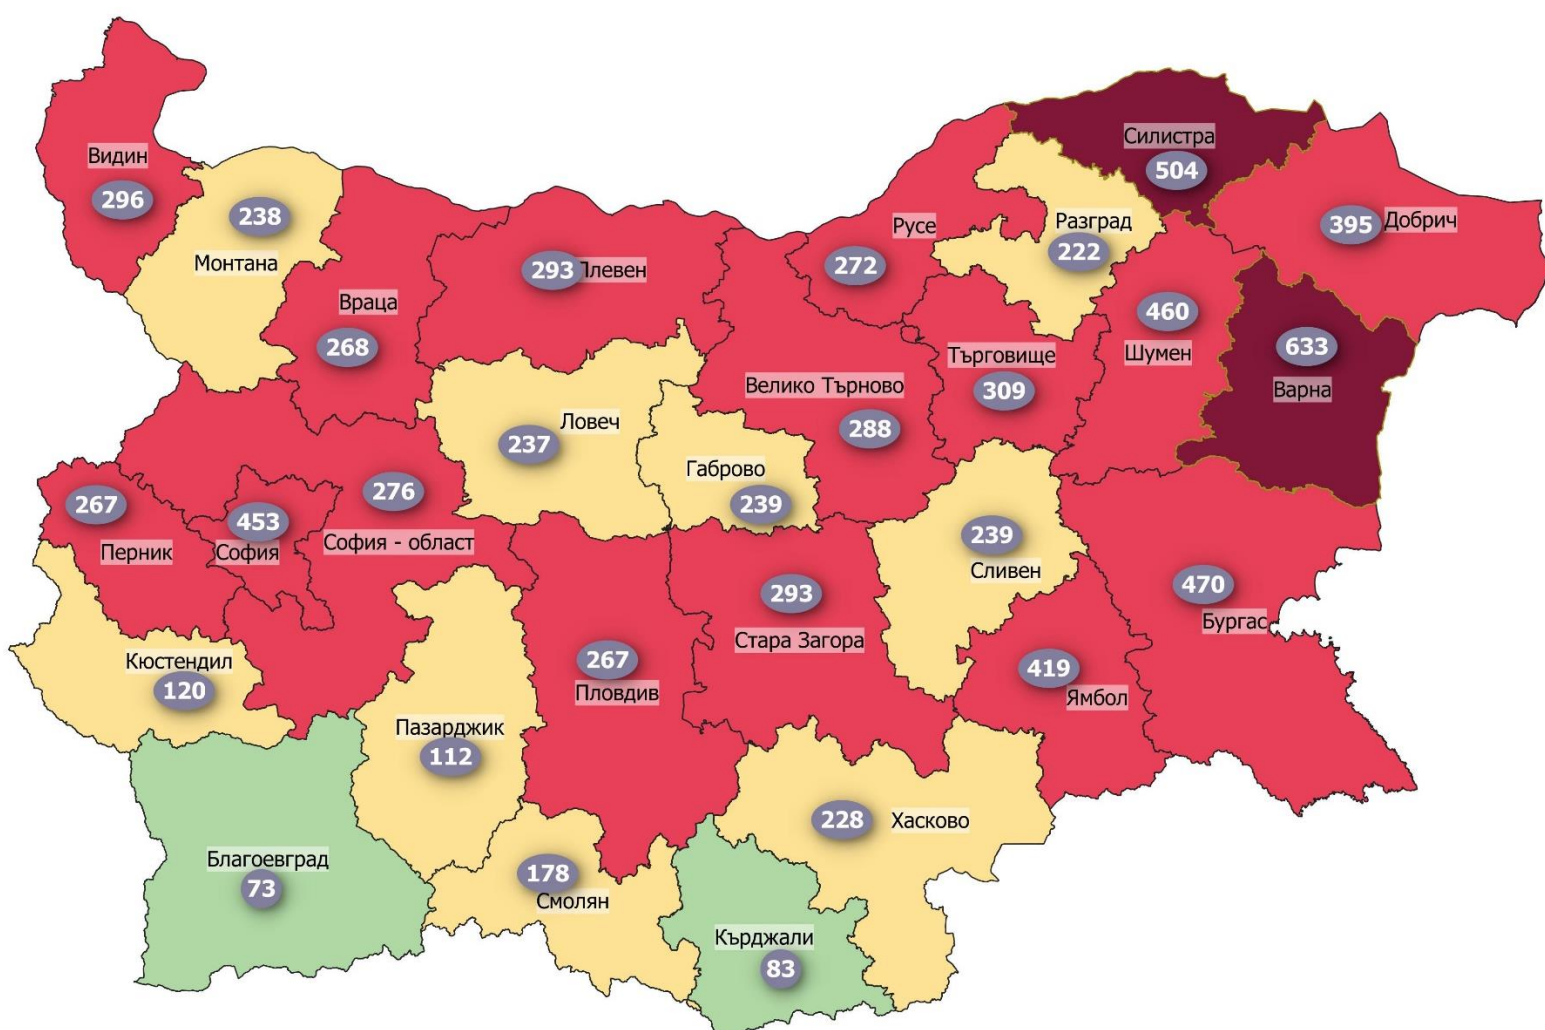 Видин
296
238
Монтана
Враца
268
293
Плевен
Русе
272
Разград
222
Силистра
504
395
Добрич
460
Шумен
633
Варна
Търговище
309
Велико Търново
288
Ловеч
237
Габрово
239
267
Перник
453
София
276
София - област
239
Сливен
293
Стара Загора
470
Бургас
419
Ямбол
267
Пловдив
Кюстендил
120
Пазарджик
112
228
Хасково
Благоевград
73
178
Смолян
Кърджали
83